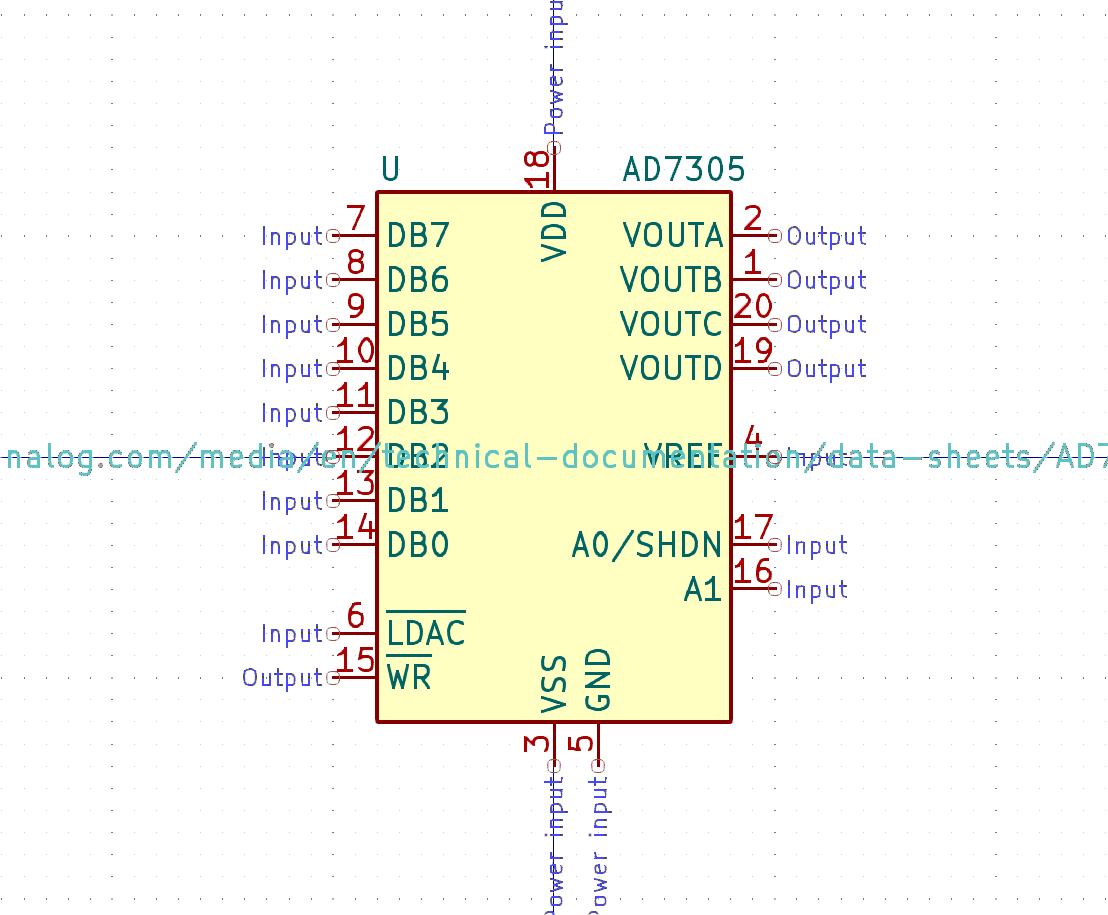 Power input
U 18 AD7305
VDD
7 DB7 VOUTA 2
Input Output
8 DB6 VOUTB 1
Input Output
9 DB5 VOUTC 20
Input Output
10 DB4 VOUTD 19
Input Output
11 DB3
Input
12 DB2 VREF 4
Input Input
nalog.com/media/en/technical-documentation/data-sheets/AD7
13 DB1
Input
14 DB0 A0/SHDN 17
Input Input
A1 16
Input
6 LDAC
Input
15 WR
Output
VSS GND
3 5
Power input Power input